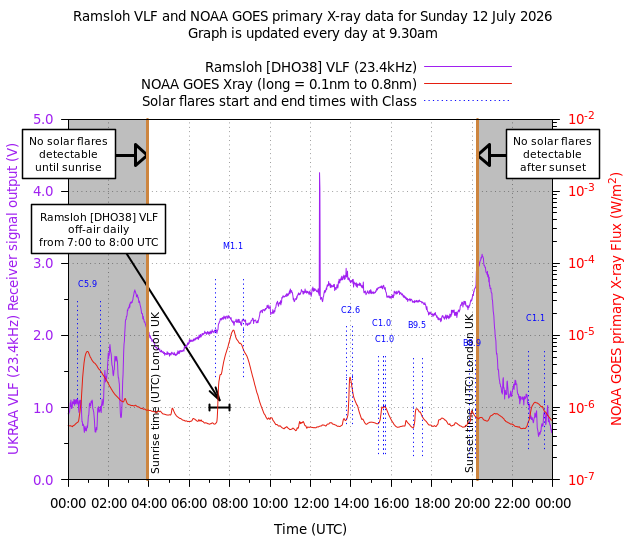 Ramsloh VLF and NOAA GOES primary X-ray data for Sunday 12 July 2026
Graph is updated every day at 9.30am
Ramsloh [DHO38] VLF (23.4kHz)
NOAA GOES Xray (long = 0.1nm to 0.8nm)
Solar flares start and end times with Class
5.0
4.0
3.0
2.0
1.0
0.0
UKRAA VLF (23.4kHz) Receiver signal output (V)
No solar flares
detectable
until sunrise
No solar flares
detectable
after sunset
Ramsloh [DHO38] VLF
off-air daily
from 7:00 to 8:00 UTC
C5.9
M1.1
C2.6
C1.0
C1.0
B9.5
C1.1
Sunrise time (UTC) London UK
Sunset time (UTC) London UK
10^-2
10^-3
10^-4
10^-5
10^-6
10^-7
NOAA GOES primary X-ray Flux (W/m²)
00:00 02:00 04:00 06:00 08:00 10:00 12:00 14:00 16:00 18:00 20:00 22:00 00:00
Time (UTC)